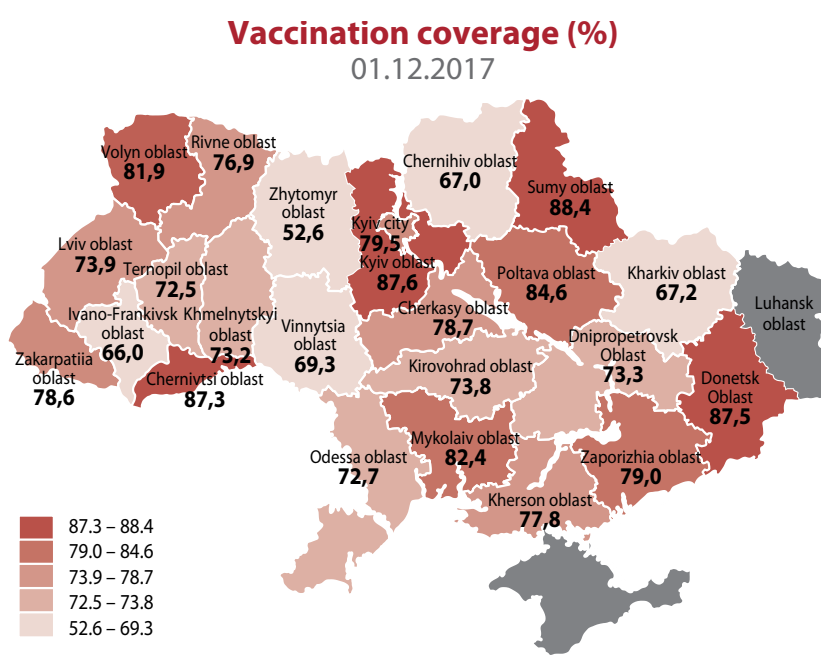 Vaccination coverage (%)
01.12.2017
Volyn oblast
81,9
Rivne oblast
76,9
Zhytomyr
oblast
52,6
Kyiv city
79,5
Kyiv oblast
87,6
Chernihiv oblast
67,0
Sumy oblast
88,4
Lviv oblast
73,9
Ternopil oblast
72,5
Ivano-Frankivsk
oblast
66,0
Khmelnytskyi
oblast
73,2
Zakarpatiia
oblast
78,6
Chernivtsi oblast
87,3
Vinnytsia
oblast
69,3
Cherkasy oblast
78,7
Poltava oblast
84,6
Kharkiv oblast
67,2
Luhansk
oblast
Kirovohrad oblast
73,8
Dnipropetrovsk
Oblast
73,3
Donetsk
Oblast
87,5
Odessa oblast
72,7
Mykolaiv oblast
82,4
Zaporizhia oblast
79,0
Kherson oblast
77,8
87.3 – 88.4
79.0 – 84.6
73.9 – 78.7
72.5 – 73.8
52.6 – 69.3